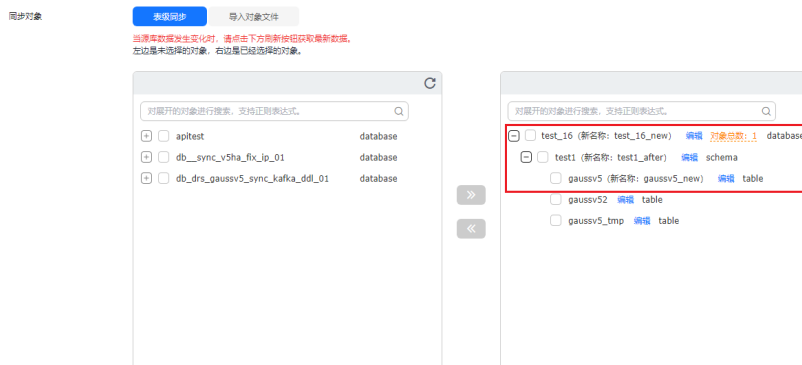 同步对象
表级同步 导入对象文件
当源库数据发生变化时，请点击下方刷新按钮获取最新数据。
左边是未选择的对象，右边是已经选择的对象。
对展开的对象进行搜索，支持正则表达式。
apitest database
db__sync_v5ha_fix_ip_01 database
db_drs_gaussv5_sync_kafka_ddl_01 database
对展开的对象进行搜索，支持正则表达式。
test_16（新名称：test_16_new） 编辑 对象总数：1 database
test1（新名称：test1_after） 编辑 schema
gaussv5（新名称：gaussv5_new） 编辑 table
gaussv52 编辑 table
gaussv5_tmp 编辑 table